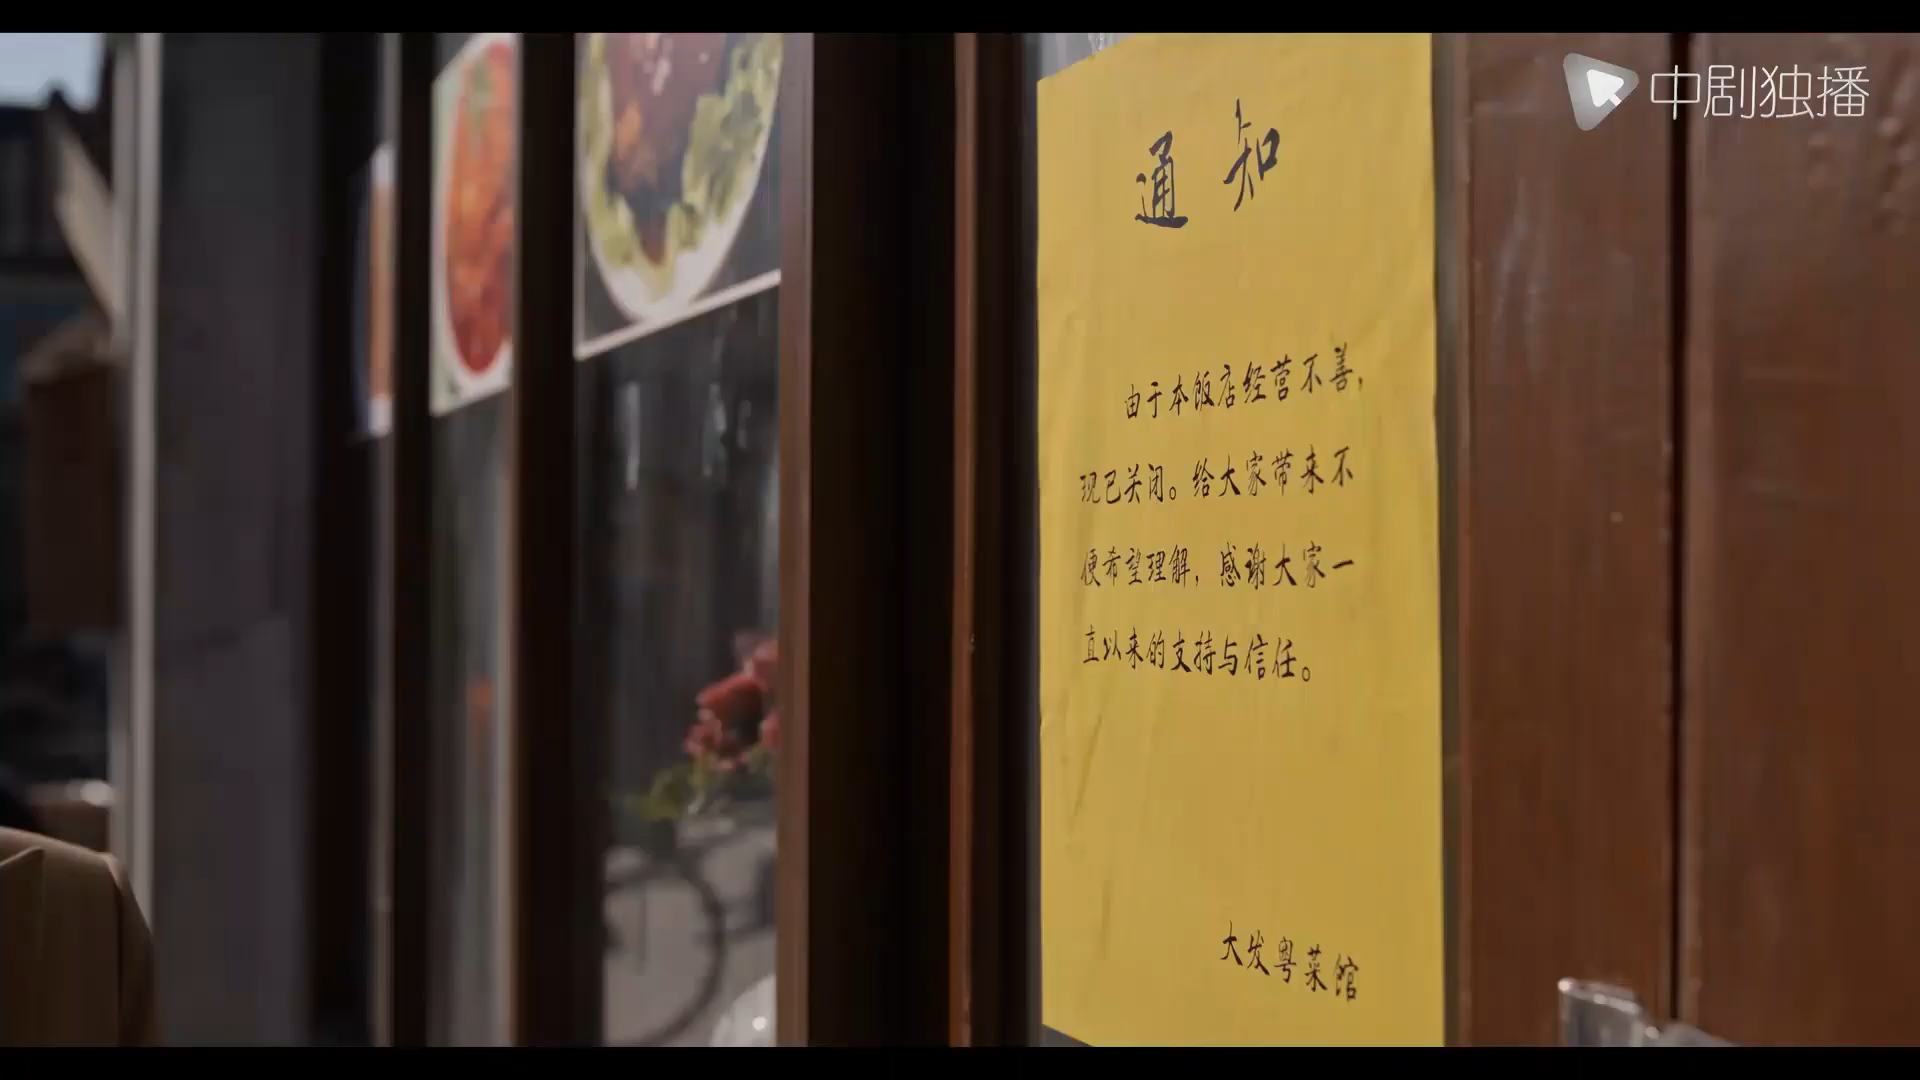 中剧独播
通知
由于本饭店经营不善,
现已关闭。给大家带来不
便希望理解,感谢大家一
直以来的支持与信任。
大发粤菜馆